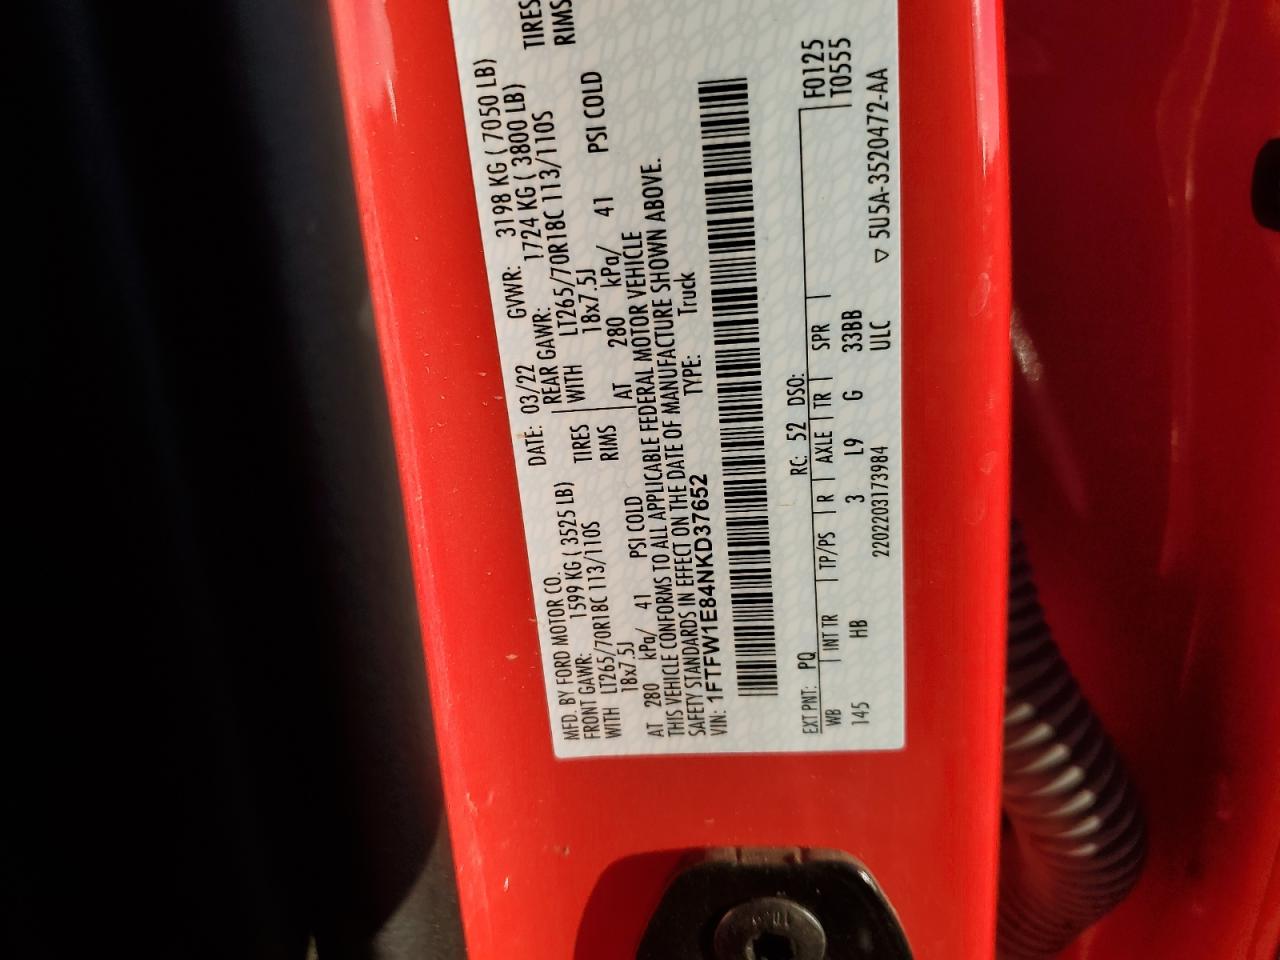 MFD. BY FORD MOTOR CO. DATE: 03/22 GVWR: 3198 KG ( 7050 LB)
FRONT GAWR: 1599 KG ( 3525 LB) REAR GAWR: 1724 KG ( 3800 LB)
WITH LT265/70R18C 113/110S TIRES WITH LT265/70R18C 113/110S TIRES
18x7.5J RIMS 18x7.5J RIMS
AT 280 kPa/ 41 PSI COLD AT 280 kPa/ 41 PSI COLD
THIS VEHICLE CONFORMS TO ALL APPLICABLE FEDERAL MOTOR VEHICLE
SAFETY STANDARDS IN EFFECT ON THE DATE OF MANUFACTURE SHOWN ABOVE.
VIN: 1FTFW1E84NKD37652 TYPE: Truck
EXT PNT: PQ RC: 52 DSO: F0125
WB INT TR TP/PS R AXLE TR SPR T0555
145 HB 3 L9 G 33BB
2202203173984 ULC ▽ 5U5A-3520472-AA